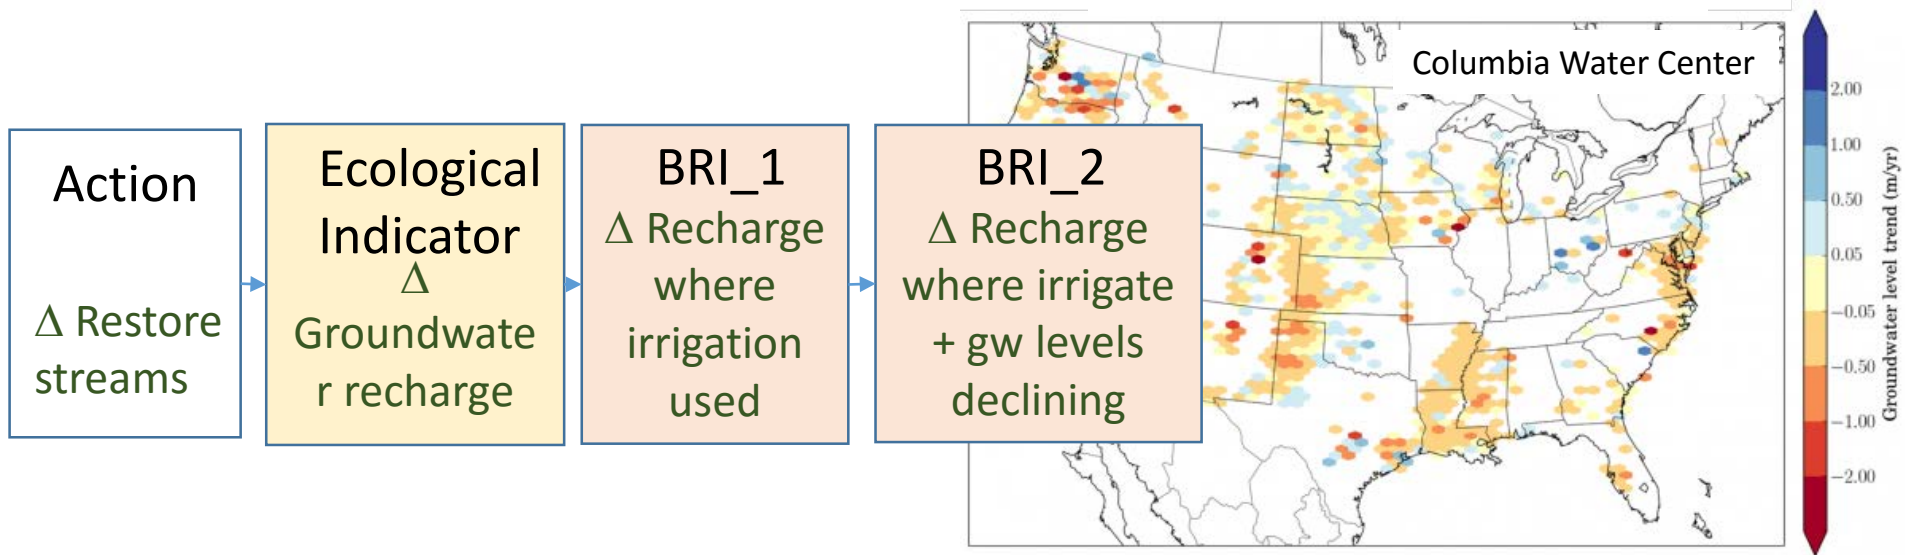 Action
Δ Restore
streams
Ecological
Indicator
Δ
Groundwate
r recharge
BRI_1
Δ Recharge
where
irrigation
used
BRI_2
Δ Recharge
where irrigate
+ gw levels
declining
Columbia Water Center
2.00
1.00
0.50
0.05
−0.05
−0.50
−1.00
−2.00
Groundwater level trend (m/yr)